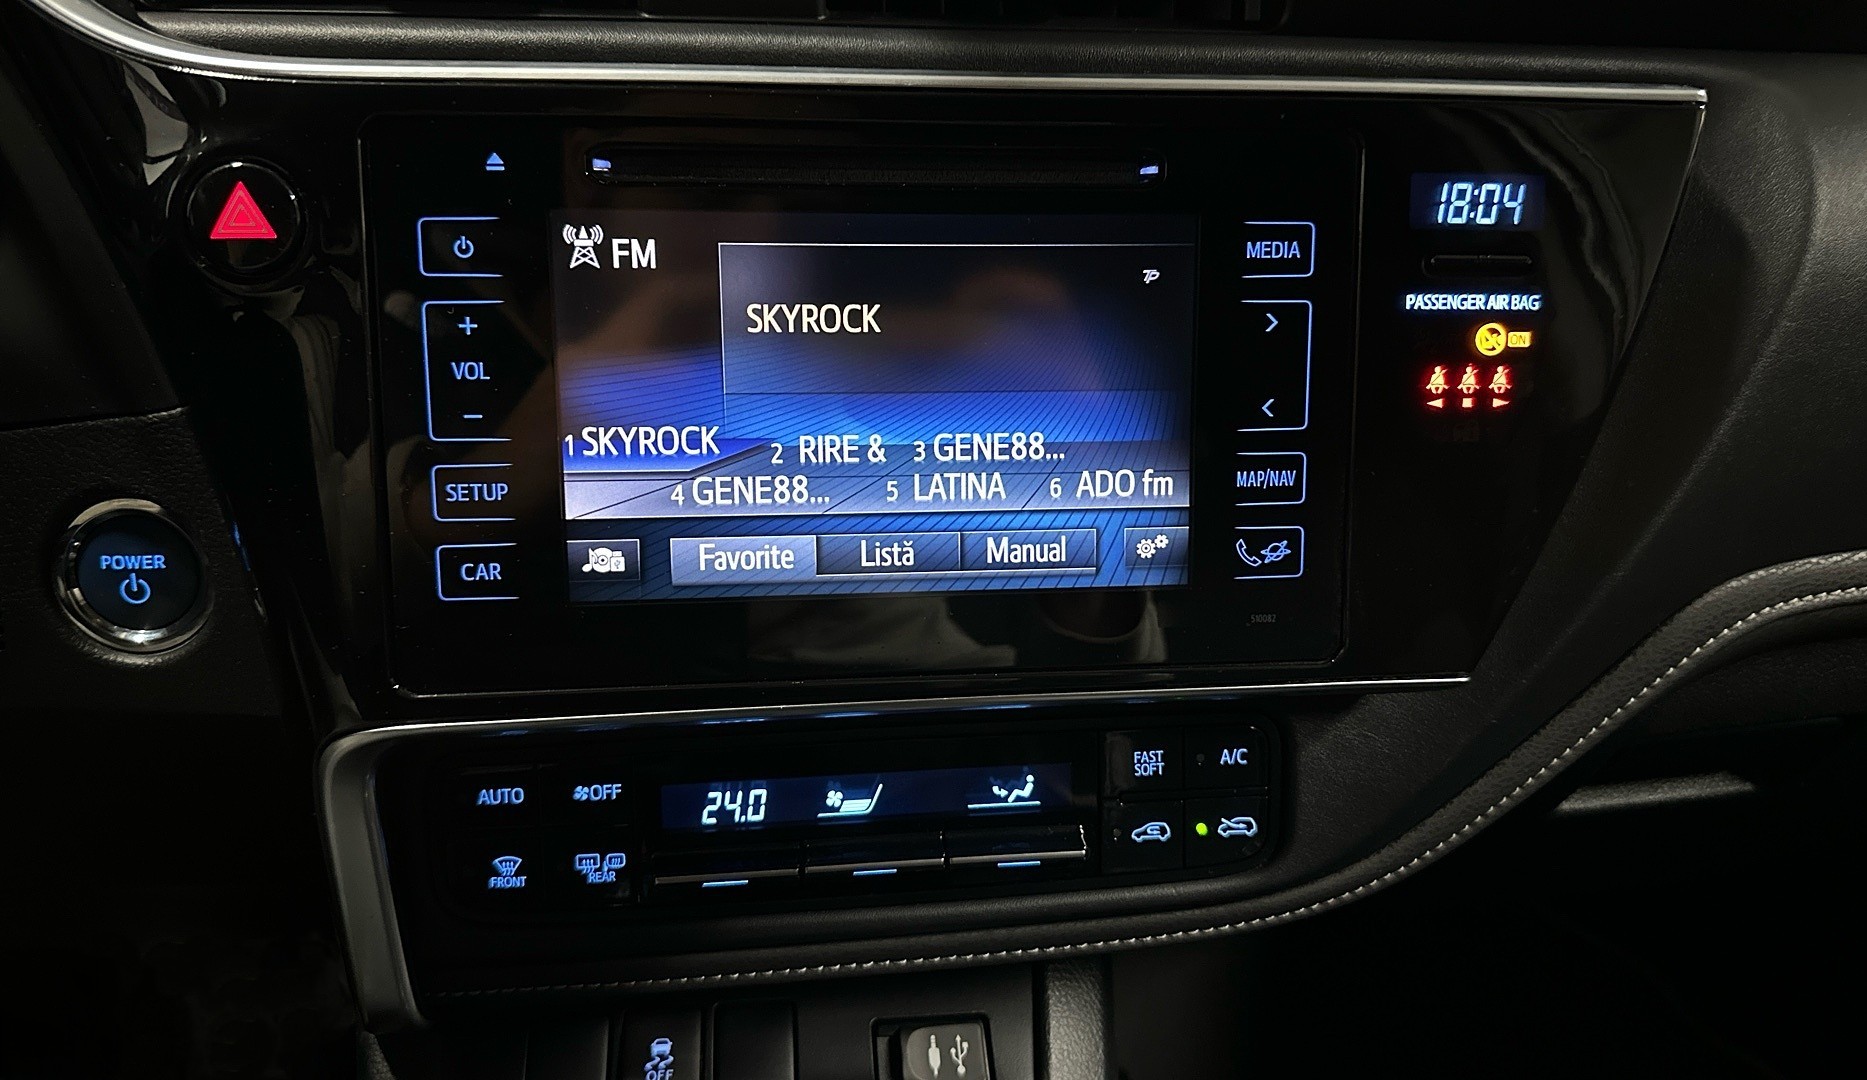 18:04
FM
MEDIA
TP
PASSENGER AIR BAG
SKYROCK
ON
+
VOL
-
1 SKYROCK
2 RIRE &
3 GENE88...
SETUP
4 GENE88...
5 LATINA
6 ADO fm
MAP/NAV
POWER
CAR
Favorite
Listă
Manual
510082
AUTO
OFF
24.0
FAST
SOFT
A/C
FRONT
REAR
OFF